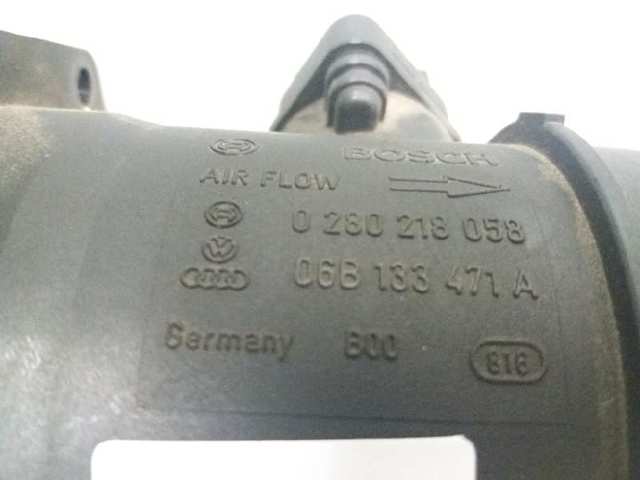 BOSCH
AIR FLOW
0 280 218 058
06B 133 471 A
Germany B00 816